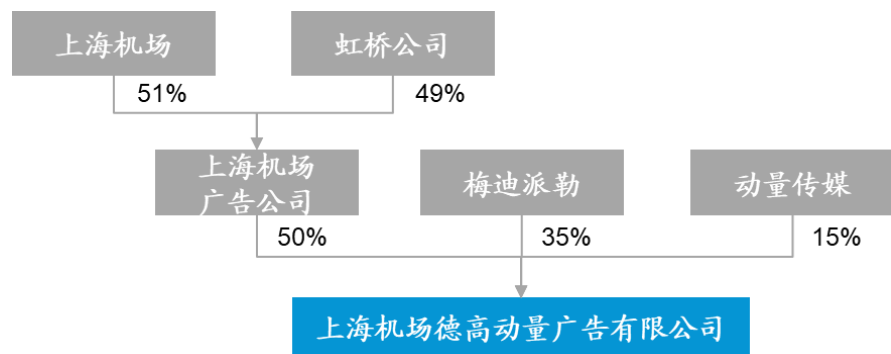 上海机场
虹桥公司
51%
49%
上海机场
广告公司
梅迪派勒
动量传媒
50%
35%
15%
上海机场德高动量广告有限公司